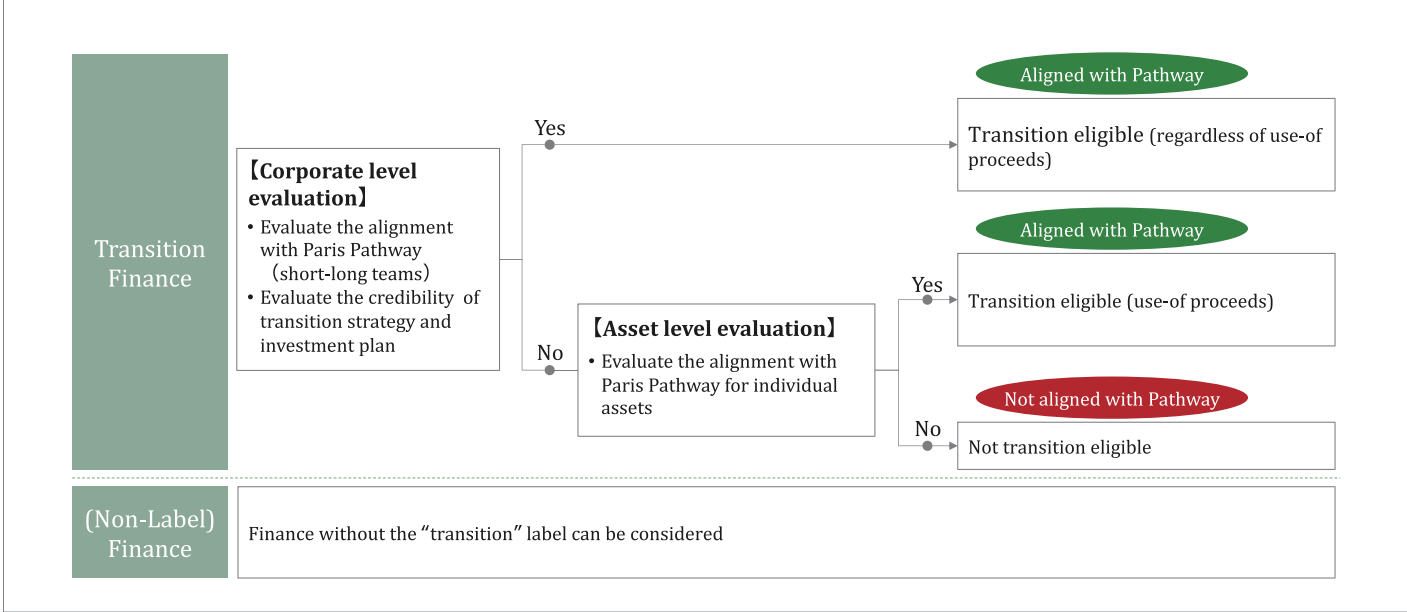 Transition
Finance
【Corporate level
evaluation】
• Evaluate the alignment
with Paris Pathway
（short-long teams）
• Evaluate the credibility of
transition strategy and
investment plan
Yes
No
Aligned with Pathway
Transition eligible (regardless of use-of
proceeds)
【Asset level evaluation】
• Evaluate the alignment with
Paris Pathway for individual
assets
Yes
No
Aligned with Pathway
Transition eligible (use-of proceeds)
Not aligned with Pathway
Not transition eligible
(Non-Label)
Finance
Finance without the “transition” label can be considered